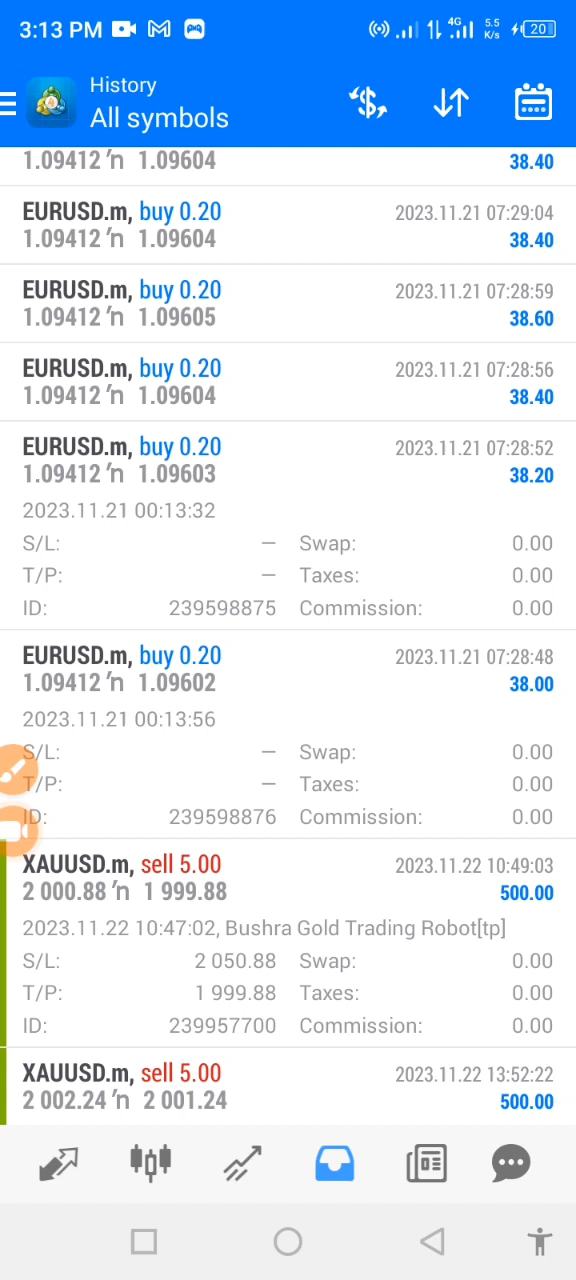 3:13 PM 4G 5.5 K/s 20
History
All symbols
1.09412 'n 1.09604 38.40
EURUSD.m, buy 0.20 2023.11.21 07:29:04
1.09412 'n 1.09604 38.40
EURUSD.m, buy 0.20 2023.11.21 07:28:59
1.09412 'n 1.09605 38.60
EURUSD.m, buy 0.20 2023.11.21 07:28:56
1.09412 'n 1.09604 38.40
EURUSD.m, buy 0.20 2023.11.21 07:28:52
1.09412 'n 1.09603 38.20
2023.11.21 00:13:32
S/L: – Swap: 0.00
T/P: – Taxes: 0.00
ID: 239598875 Commission: 0.00
EURUSD.m, buy 0.20 2023.11.21 07:28:48
1.09412 'n 1.09602 38.00
2023.11.21 00:13:56
S/L: – Swap: 0.00
T/P: – Taxes: 0.00
ID: 239598876 Commission: 0.00
XAUUSD.m, sell 5.00 2023.11.22 10:49:03
2 000.88 'n 1 999.88 500.00
2023.11.22 10:47:02, Bushra Gold Trading Robot[tp]
S/L: 2 050.88 Swap: 0.00
T/P: 1 999.88 Taxes: 0.00
ID: 239957700 Commission: 0.00
XAUUSD.m, sell 5.00 2023.11.22 13:52:22
2 002.24 'n 2 001.24 500.00